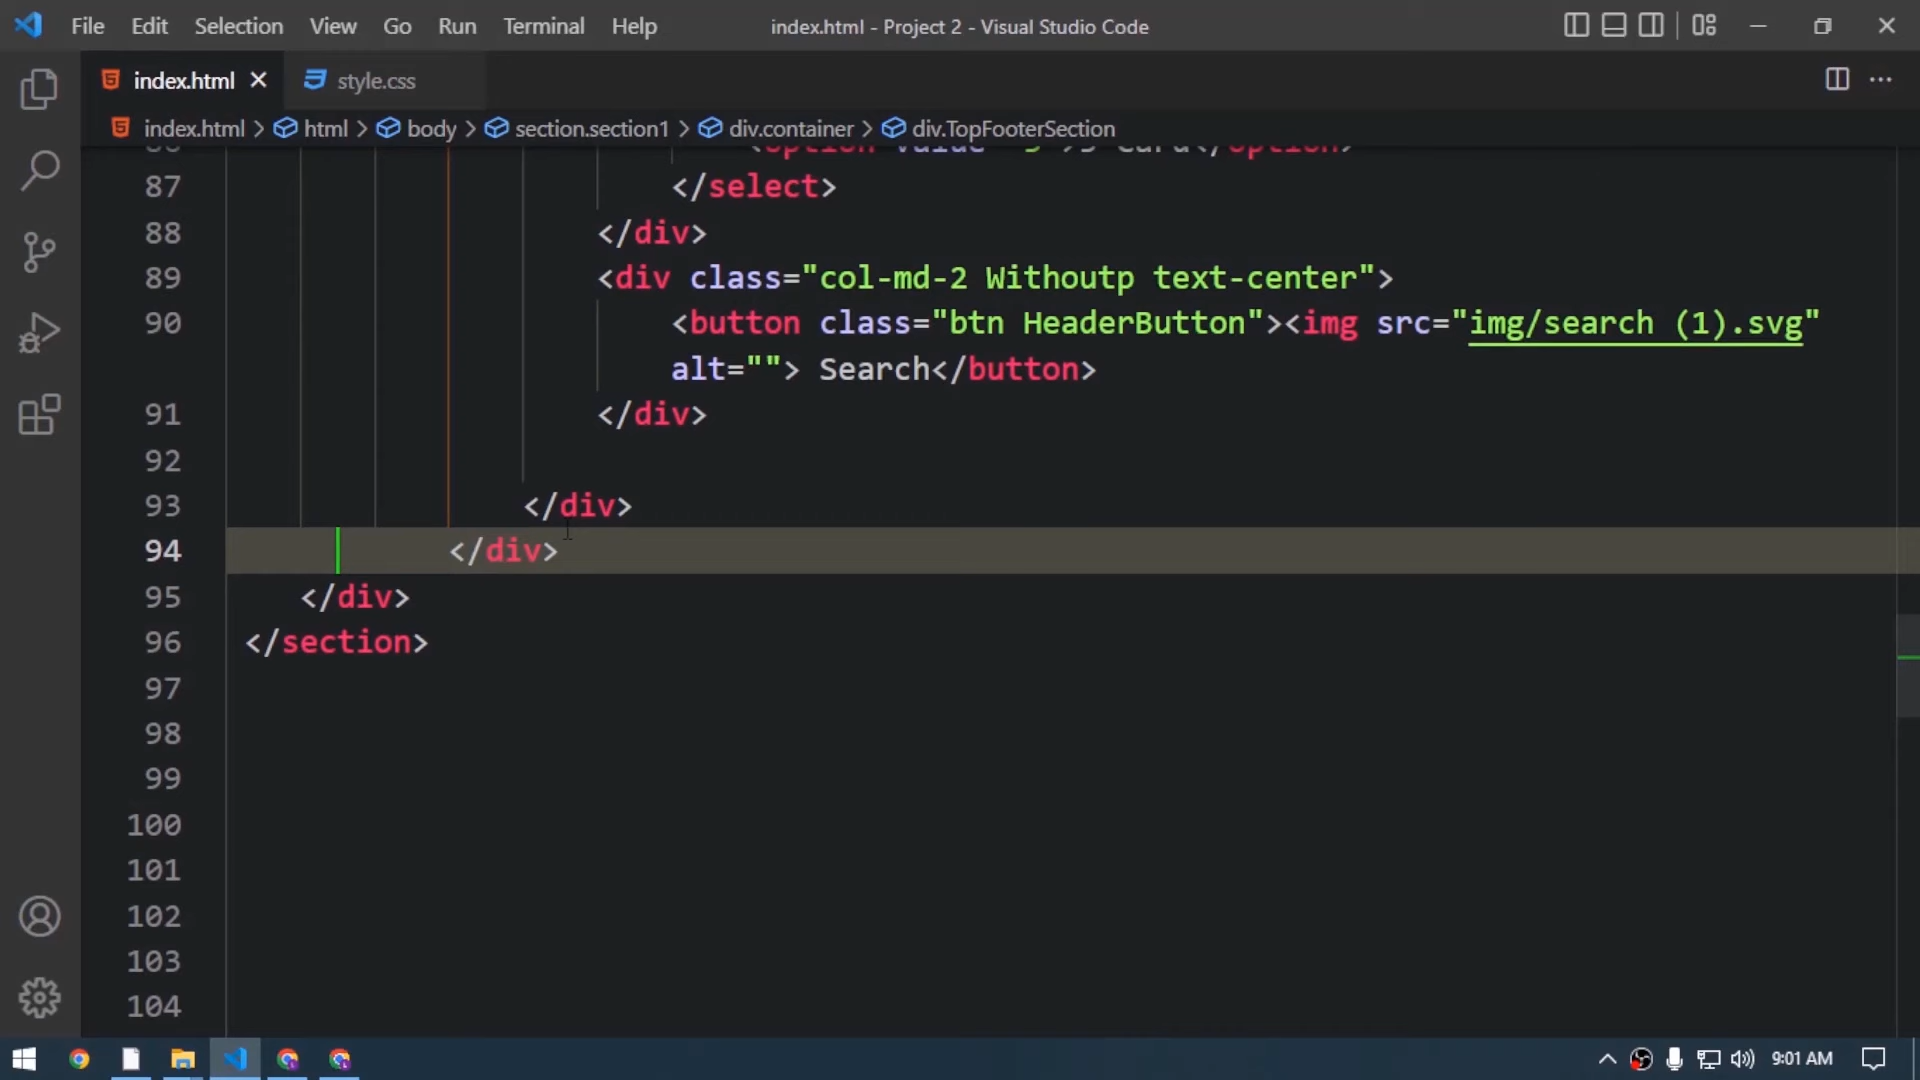 File Edit Selection View Go Run Terminal Help index.html - Project 2 - Visual Studio Code
index.html style.css
index.html > html > body > section.section1 > div.container > div.TopFooterSection
87 </select>
88 </div>
89 <div class="col-md-2 Withoutp text-center">
90 <button class="btn HeaderButton"><img src="img/search (1).svg"
alt=""> Search</button>
91 </div>
92
93 </div>
94 </div>
95 </div>
96 </section>
97
98
99
100
101
102
103
104
9:01 AM